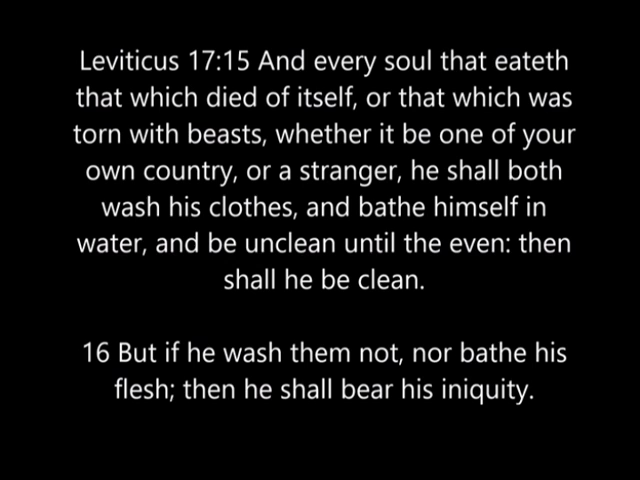 Leviticus 17:15 And every soul that eateth
that which died of itself, or that which was
torn with beasts, whether it be one of your
own country, or a stranger, he shall both
wash his clothes, and bathe himself in
water, and be unclean until the even: then
shall he be clean.
16 But if he wash them not, nor bathe his
flesh; then he shall bear his iniquity.